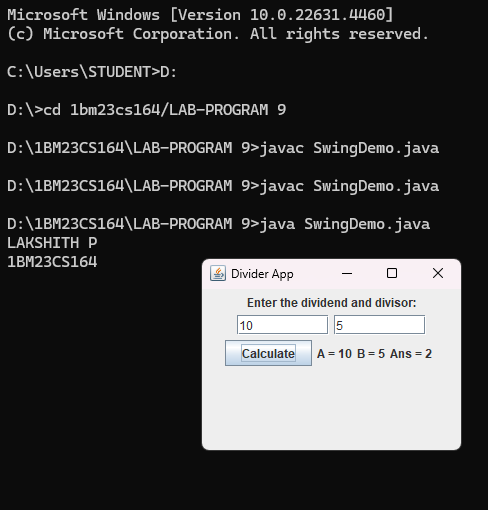 Microsoft Windows [Version 10.0.22631.4460]
(c) Microsoft Corporation. All rights reserved.
C:\Users\STUDENT>D:
D:\>cd 1bm23cs164/LAB-PROGRAM 9
D:\1BM23CS164\LAB-PROGRAM 9>javac SwingDemo.java
D:\1BM23CS164\LAB-PROGRAM 9>javac SwingDemo.java
D:\1BM23CS164\LAB-PROGRAM 9>java SwingDemo.java
LAKSHITH P
1BM23CS164
Divider App
Enter the dividend and divisor:
10 5
Calculate A = 10 B = 5 Ans = 2